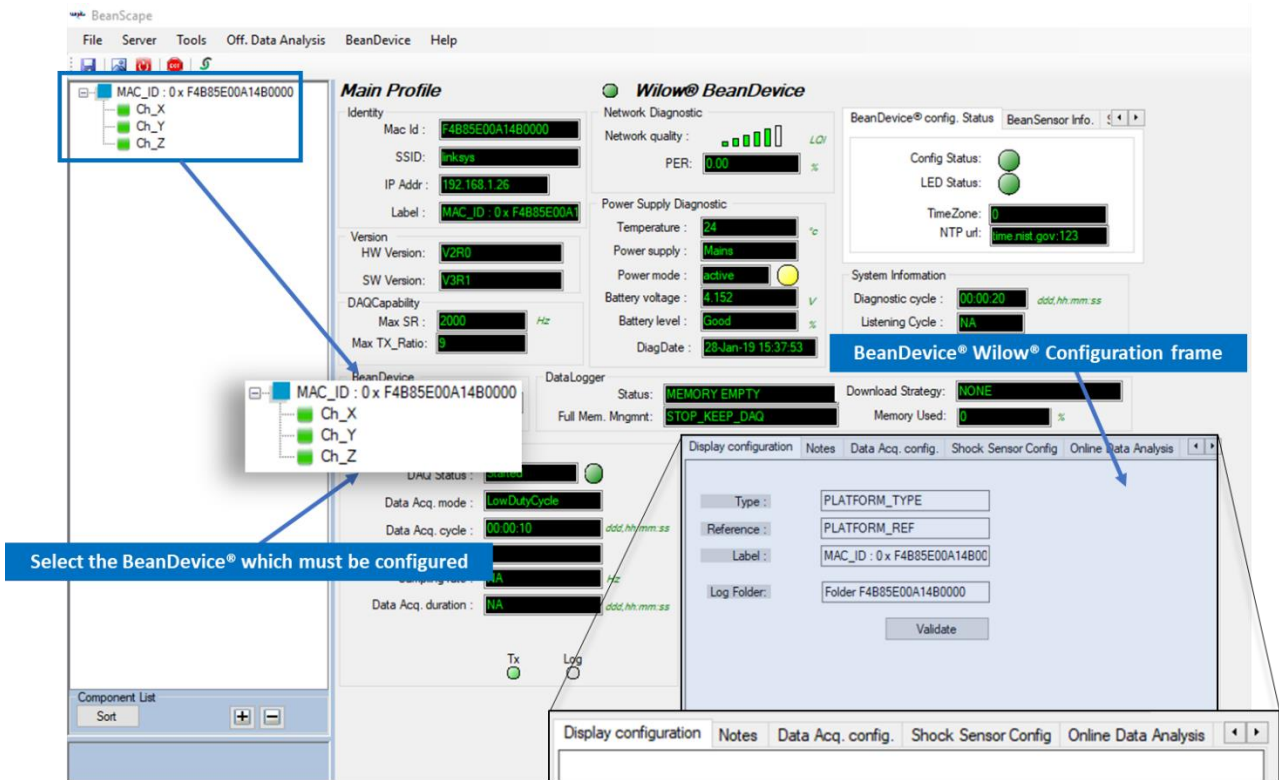 BeanScape
File Server Tools Off. Data Analysis BeanDevice Help
MAC_ID : 0 x F4B85E00A14B0000
Ch_X
Ch_Y
Ch_Z
Main Profile
Wilow® BeanDevice
Identity
Mac Id : F4B85E00A14B0000
SSID: linksys
IP Addr : 192.168.1.26
Label : MAC_ID : 0 x F4B85E00A1
Version
HW Version: V2R0
SW Version: V3R1
DAQCapability
Max SR : 2000 Hz
Max TX_Ratio: 9
Network Diagnostic
Network quality : LQI
PER: 0.00 %
Power Supply Diagnostic
Temperature : 24 °c
Power supply : Mains
Power mode : active
Battery voltage : 4.152 V
Battery level : Good %
DiagDate : 28-Jan-19 15:37:53
BeanDevice® config. Status BeanSensor Info.
Config Status:
LED Status:
TimeZone: 0
NTP url: time.nist.gov:123
System Information
Diagnostic cycle : 00:00:20 ddd,hh:mm:ss
Listening Cycle : NA
BeanDevice® Wilow® Configuration frame
BeanDevice
MAC_ID : 0 x F4B85E00A14B0000
Ch_X
Ch_Y
Ch_Z
DataLogger
Status: MEMORY EMPTY
Full Mem. Mngmnt: STOP_KEEP_DAQ
Download Strategy: NONE
Memory Used: 0 %
DAQ Status : Started
Data Acq. mode : LowDutyCycle
Data Acq. cycle : 00:00:10 ddd,hh:mm:ss
Select the BeanDevice® which must be configured
NA Hz
Data Acq. duration : NA ddd,hh:mm:ss
Tx Log
Display configuration Notes Data Acq. config. Shock Sensor Config Online Data Analysis
Type : PLATFORM_TYPE
Reference : PLATFORM_REF
Label : MAC_ID : 0 x F4B85E00A14B00
Log Folder: Folder F4B85E00A14B0000
Validate
Component List
Sort
Display configuration Notes Data Acq. config. Shock Sensor Config Online Data Analysis